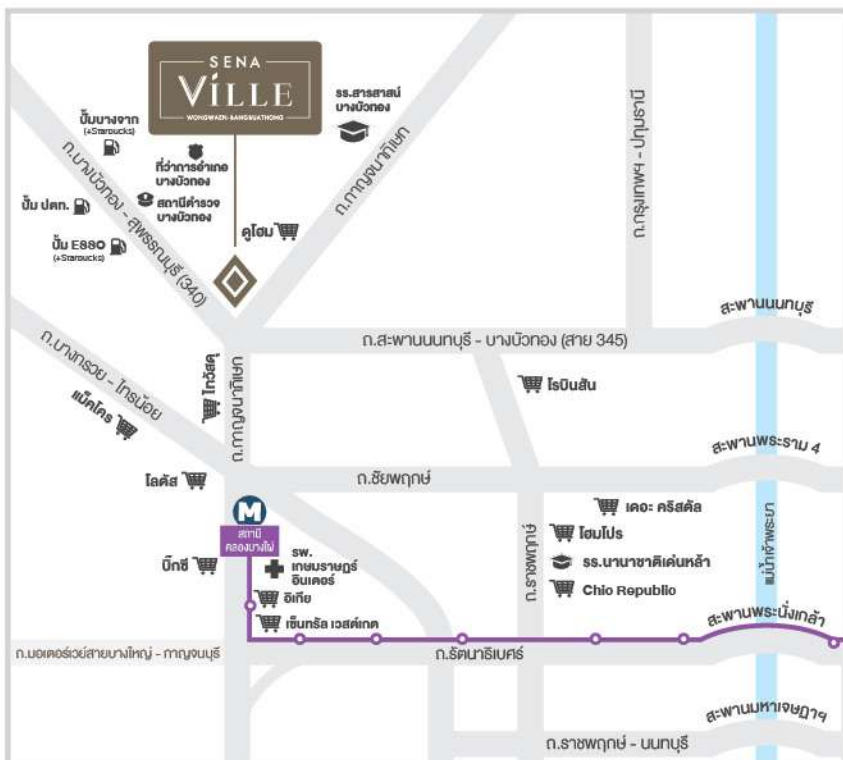 SENA
VILLE
WONGWAEN-BANGBUATHONG
รร.สารสาสน์
บางบัวทอง
ปั๊มบางจาก
(+Starbucks)
ที่ว่าการอำเภอ
บางบัวทอง
สถานีตำรวจ
บางบัวทอง
ปั๊ม ปตท.
ปั๊ม ESSO
(+Starbucks)
ดูโฮม
ถ.บางบัวทอง - สุพรรณบุรี (340)
ถ.กาญจนาภิเษก
ถ.กรุงเทพฯ - ปทุมธานี
สะพานนนทบุรี
ถ.สะพานนนทบุรี - บางบัวทอง (สาย 345)
ถ.บางกรวย - ไทรน้อย
แม็คโคร
ไทวัสดุ
ถ.กาญจนาภิเษก
โรบินสัน
สะพานพระราม 4
โลตัส
ถ.ชัยพฤกษ์
M
สถานี
คลองบางไผ่
บิ๊กซี
รพ.
เกษมราษฎร์
อินเตอร์
อิเกีย
เซ็นทรัล เวสต์เกต
ถ.ราชพฤกษ์
เดอะ คริสตัล
โฮมโปร
รร.นานาชาติเด่นหล้า
Chic Republic
แม่น้ำเจ้าพระยา
สะพานพระนั่งเกล้า
ถ.มอเตอร์เวย์สายบางใหญ่ - กาญจนบุรี
ถ.รัตนาธิเบศร์
สะพานมหาเจษฎาฯ
ถ.ราชพฤกษ์ - นนทบุรี